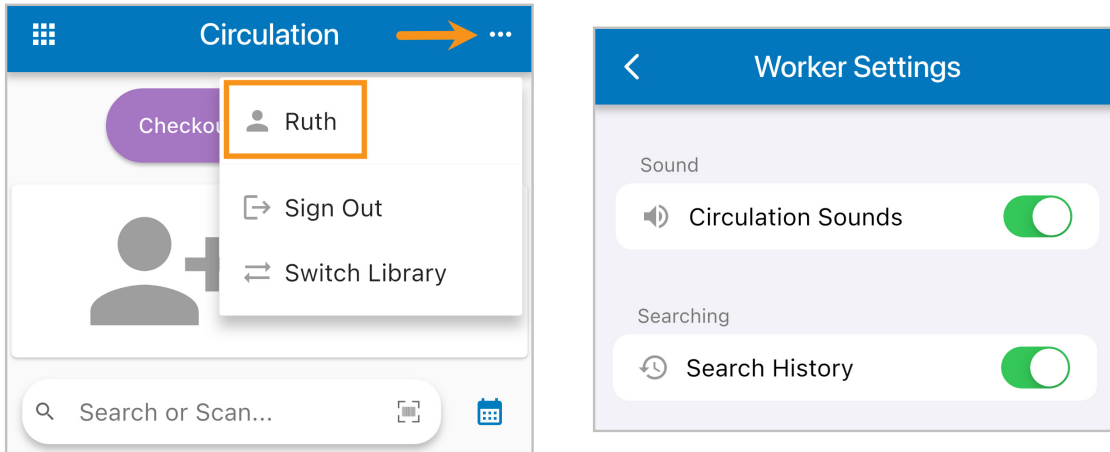 Circulation
Checkou
Ruth
Sign Out
Switch Library
Search or Scan...
Worker Settings
Sound
Circulation Sounds
Searching
Search History